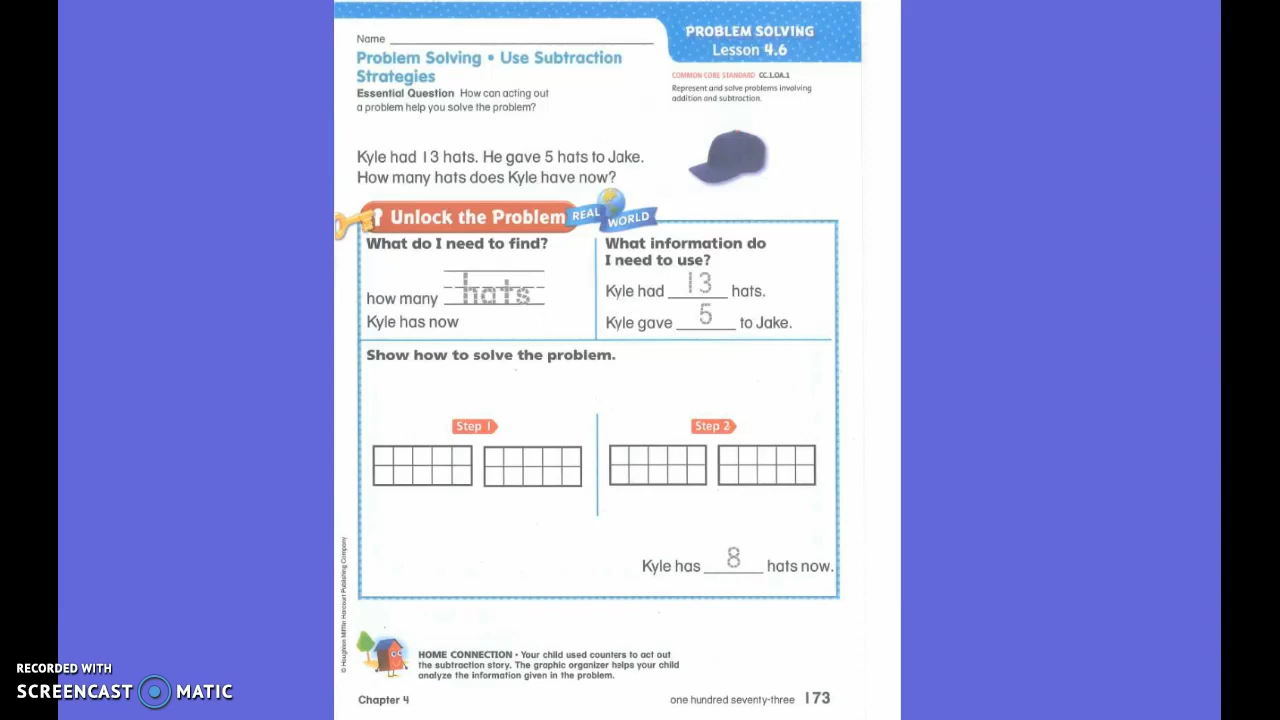 Name
PROBLEM SOLVING
Lesson 4.6
Problem Solving • Use Subtraction
Strategies
COMMON CORE STANDARD CC.1.OA.1
Represent and solve problems involving
addition and subtraction.
Essential Question How can acting out
a problem help you solve the problem?
Kyle had 13 hats. He gave 5 hats to Jake.
How many hats does Kyle have now?
Unlock the Problem
REAL WORLD
What do I need to find?
how many hats
Kyle has now
What information do
I need to use?
Kyle had 13 hats.
Kyle gave 5 to Jake.
Show how to solve the problem.
Step 1
Step 2
Kyle has 8 hats now.
© Houghton Mifflin Harcourt Publishing Company
HOME CONNECTION • Your child used counters to act out
the subtraction story. The graphic organizer helps your child
analyze the information given in the problem.
Chapter 4
one hundred seventy-three 173
RECORDED WITH
SCREENCAST MATIC